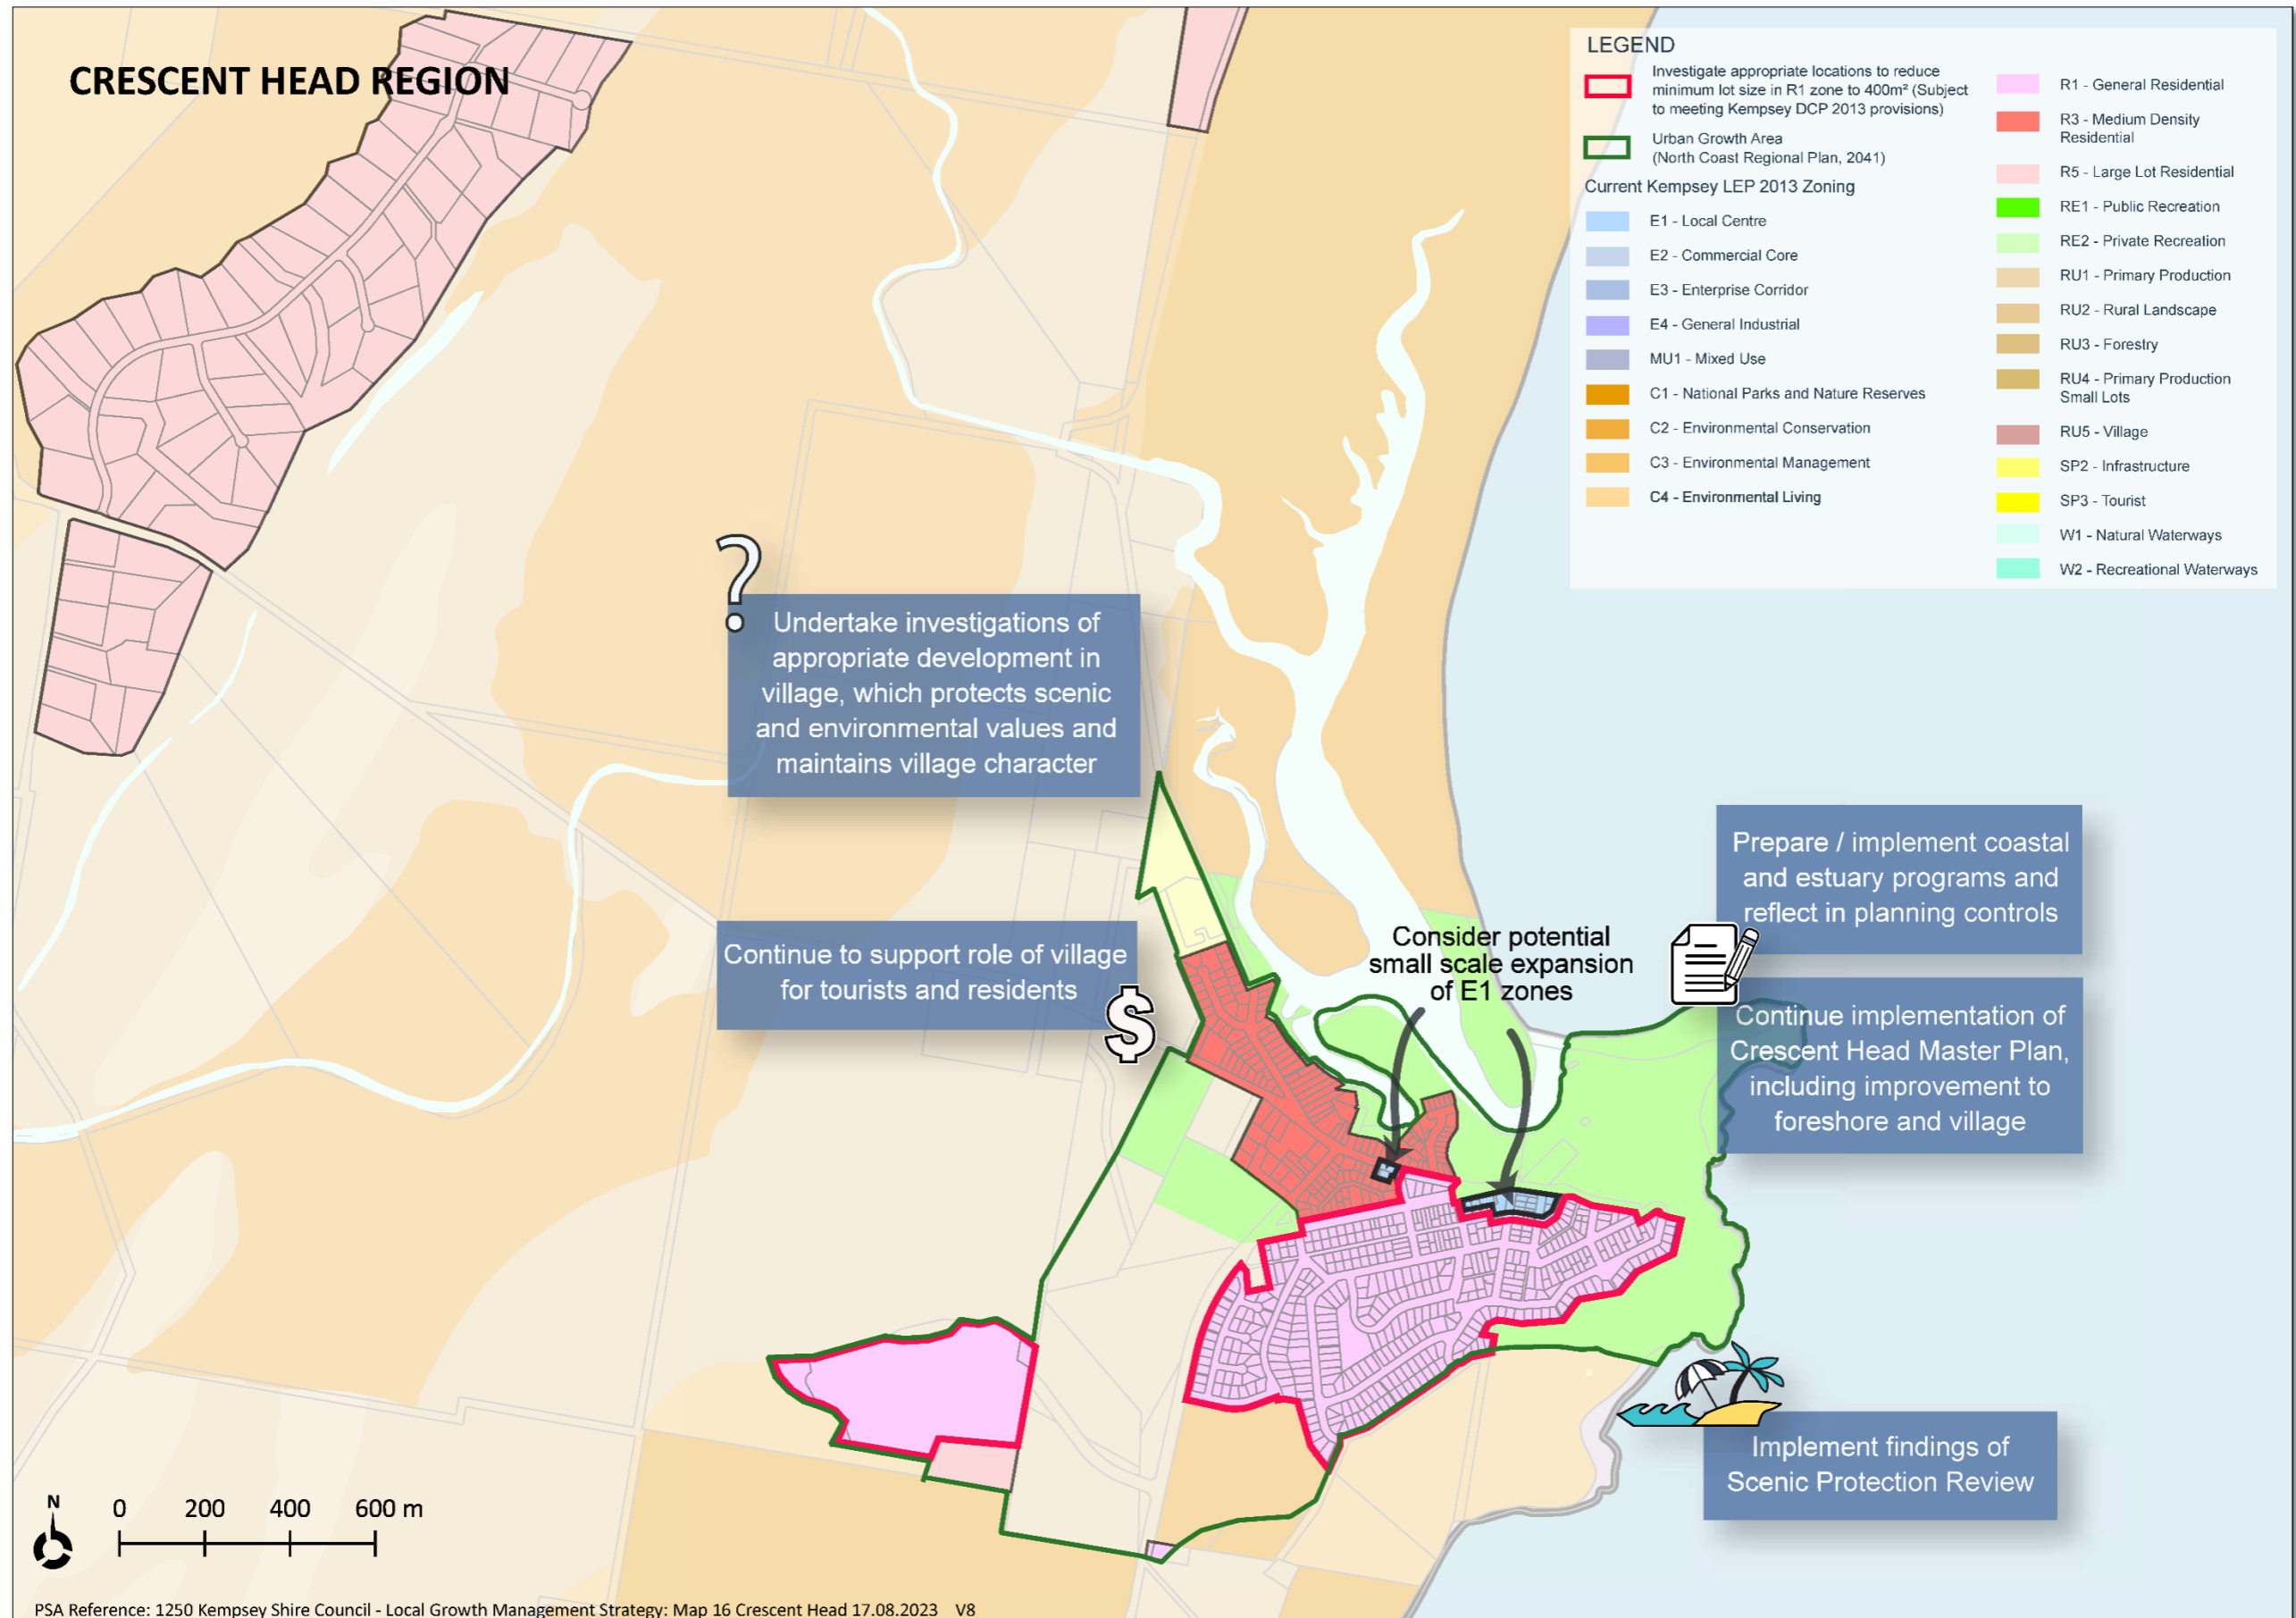 CRESCENT HEAD REGION
LEGEND
Investigate appropriate locations to reduce
minimum lot size in R1 zone to 400m² (Subject
to meeting Kempsey DCP 2013 provisions)
Urban Growth Area
(North Coast Regional Plan, 2041)
Current Kempsey LEP 2013 Zoning
E1 - Local Centre
E2 - Commercial Core
E3 - Enterprise Corridor
E4 - General Industrial
MU1 - Mixed Use
C1 - National Parks and Nature Reserves
C2 - Environmental Conservation
C3 - Environmental Management
C4 - Environmental Living
R1 - General Residential
R3 - Medium Density
Residential
R5 - Large Lot Residential
RE1 - Public Recreation
RE2 - Private Recreation
RU1 - Primary Production
RU2 - Rural Landscape
RU3 - Forestry
RU4 - Primary Production
Small Lots
RU5 - Village
SP2 - Infrastructure
SP3 - Tourist
W1 - Natural Waterways
W2 - Recreational Waterways
?
Undertake investigations of
appropriate development in
village, which protects scenic
and environmental values and
maintains village character
Continue to support role of village
for tourists and residents
$
Consider potential
small scale expansion
of E1 zones
Prepare / implement coastal
and estuary programs and
reflect in planning controls
Continue implementation of
Crescent Head Master Plan,
including improvement to
foreshore and village
Implement findings of
Scenic Protection Review
N
0 200 400 600 m
PSA Reference: 1250 Kempsey Shire Council - Local Growth Management Strategy: Map 16 Crescent Head 17.08.2023 V8